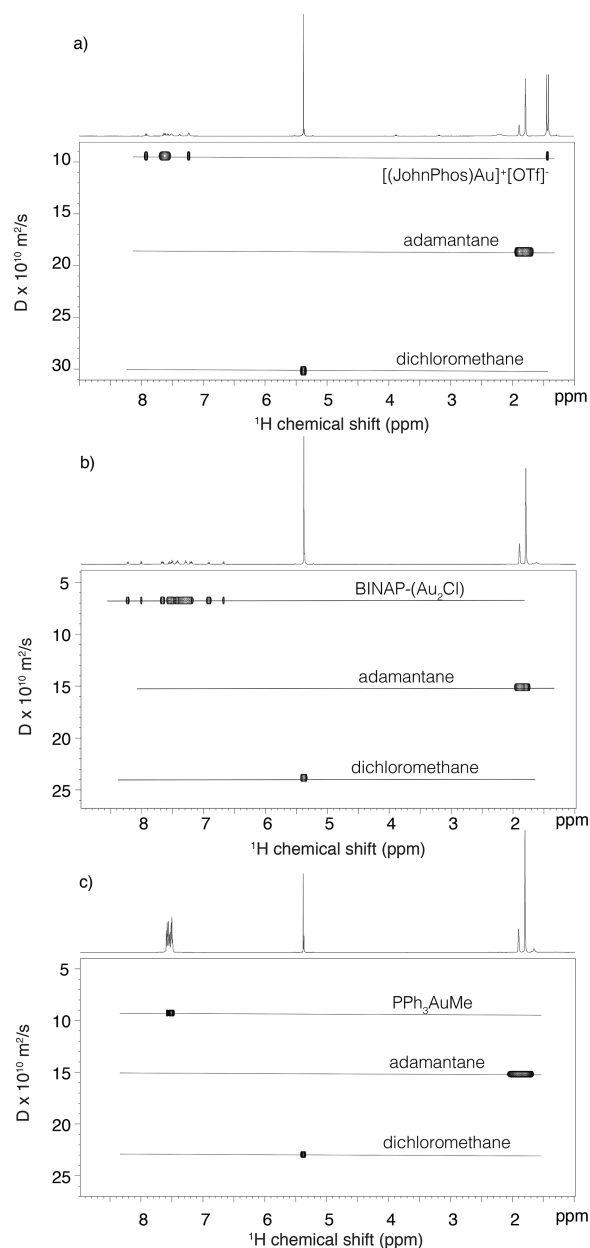 a)
10
[(JohnPhos)Au]⁺[OTf]⁻
15
adamantane
20
25
dichloromethane
30
D x 10¹⁰ m²/s
8 7 6 5 4 3 2 ppm
¹H chemical shift (ppm)
b)
5
BINAP-(Au₂Cl)
10
adamantane
15
20
dichloromethane
25
D x 10¹⁰ m²/s
8 7 6 5 4 3 2 ppm
¹H chemical shift (ppm)
c)
5
PPh₃AuMe
10
adamantane
15
20
dichloromethane
25
D x 10¹⁰ m²/s
8 7 6 5 4 3 2 ppm
¹H chemical shift (ppm)